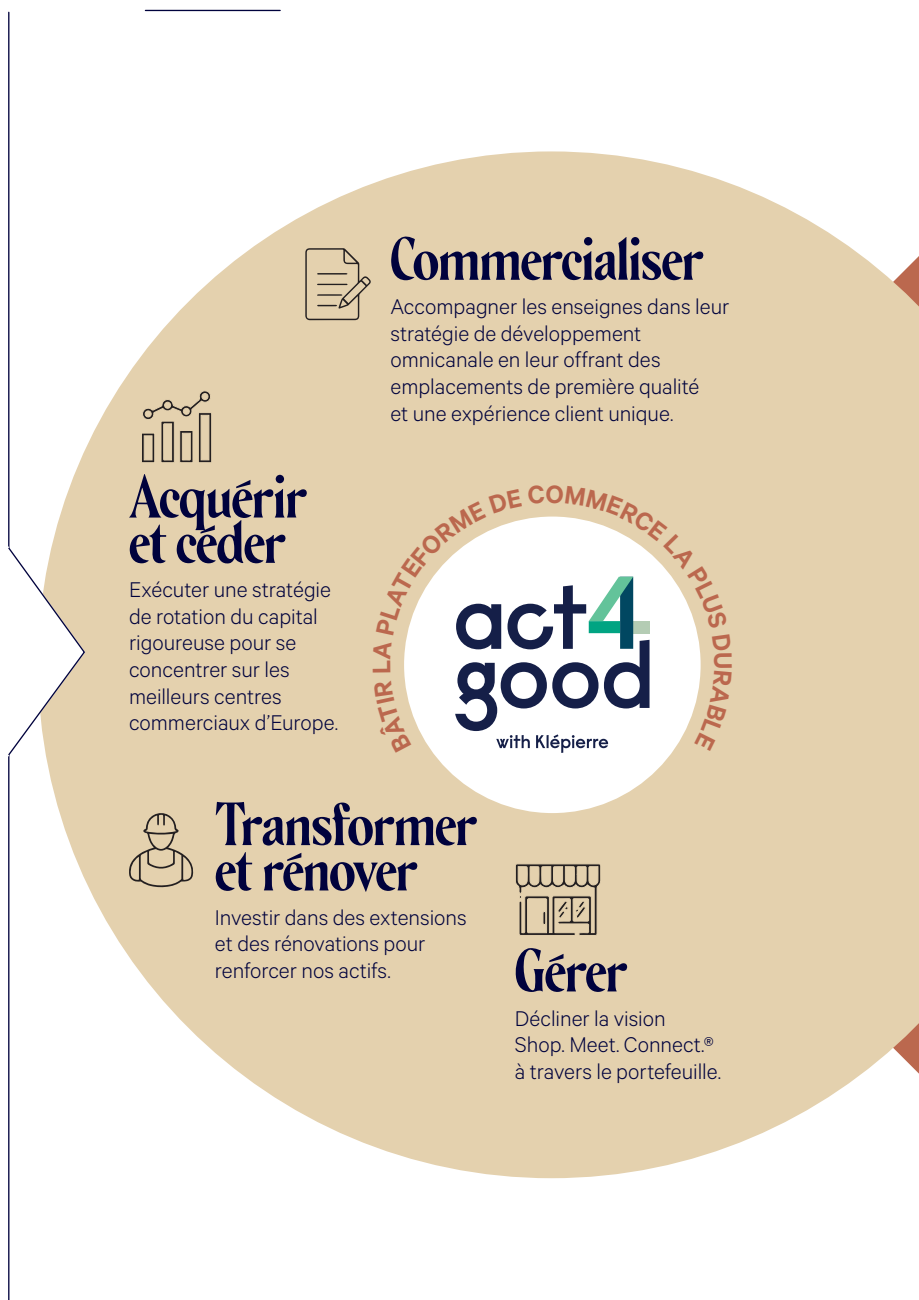 Commercialiser
Accompagner les enseignes dans leur
stratégie de développement
omnicanale en leur offrant des
emplacements de première qualité
et une expérience client unique.
Acquérir
et céder
Exécuter une stratégie
de rotation du capital
rigoureuse pour se
concentrer sur les
meilleurs centres
commerciaux d’Europe.
BÂTIR LA PLATEFORME DE COMMERCE LA PLUS DURABLE
act4
good
with Klépierre
Transformer
et rénover
Investir dans des extensions
et des rénovations pour
renforcer nos actifs.
Gérer
Décliner la vision
Shop. Meet. Connect.®
à travers le portefeuille.